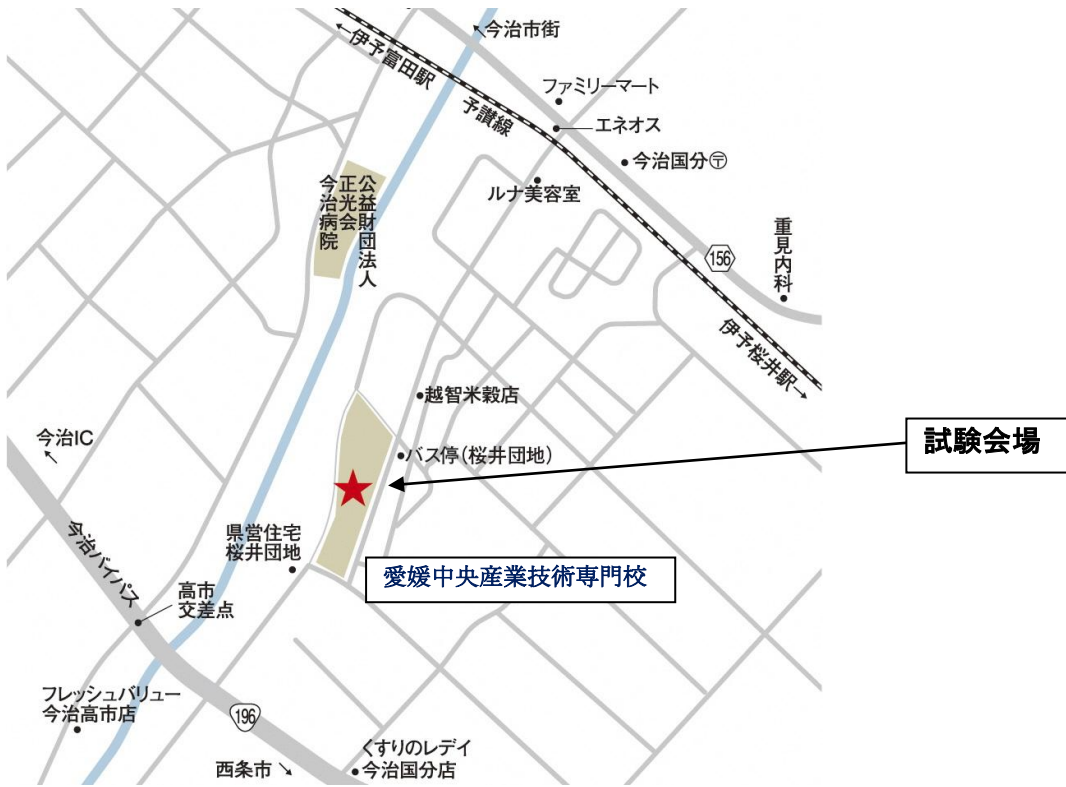 今治市街
←伊予富田駅
ファミリーマート
予讃線
エネオス
今治国分〒
ルナ美容室
公益財団法人
正光会
今治病院
重見内科
156
伊予桜井駅→
越智米穀店
今治IC
バス停(桜井団地)
試験会場
県営住宅
桜井団地
愛媛中央産業技術専門校
今治バイパス
高市
交差点
フレッシュバリュー
今治高市店
196
くすりのレデイ
今治国分店
西条市